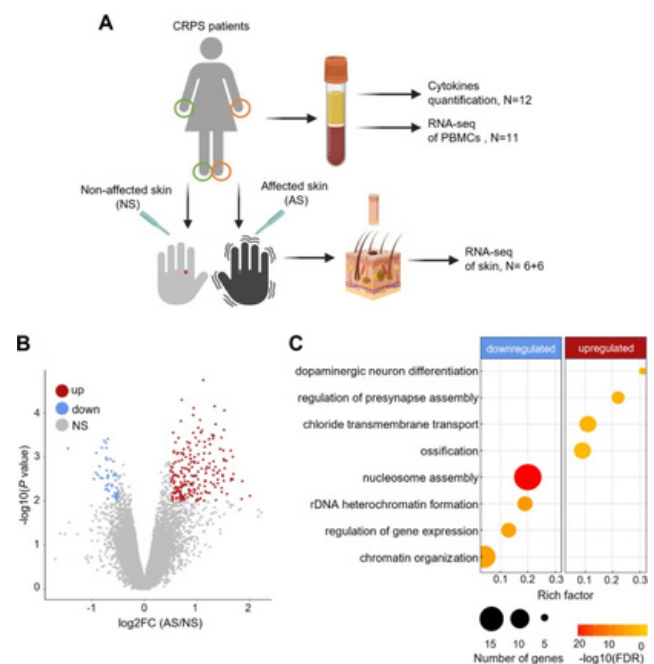 A
CRPS patients
Cytokines
quantification, N=12
RNA-seq
of PBMCs , N=11
Non-affected skin
(NS)
Affected skin
(AS)
RNA-seq
of skin, N= 6+6
B
up
down
NS
4
3
2
1
0
-log10(P value)
-1
0
1
2
log2FC (AS/NS)
C
downregulated
upregulated
dopaminergic neuron differentiation
regulation of presynapse assembly
chloride transmembrane transport
ossification
nucleosome assembly
rDNA heterochromatin formation
regulation of gene expression
chromatin organization
0.1 0.2 0.3 0.1 0.2 0.3
Rich factor
15 10 5
Number of genes
20 10 0
-log10(FDR)